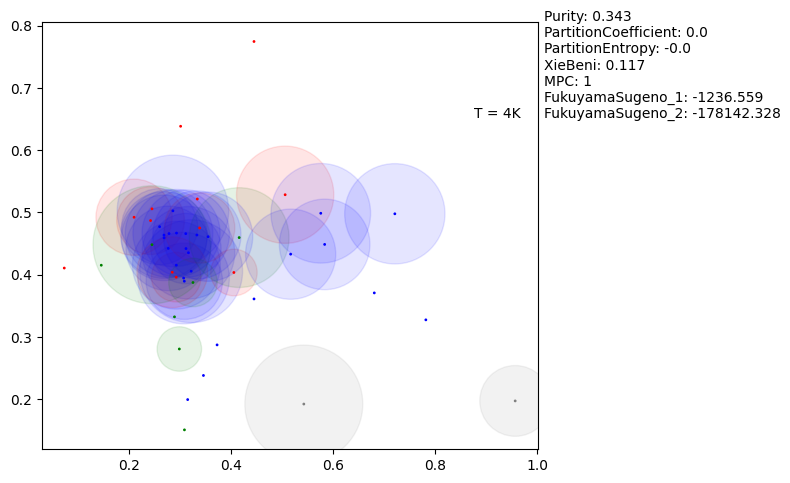 Purity: 0.343
PartitionCoefficient: 0.0
PartitionEntropy: -0.0
XieBeni: 0.117
MPC: 1
FukuyamaSugeno_1: -1236.559
FukuyamaSugeno_2: -178142.328
T = 4K
0.8
0.7
0.6
0.5
0.4
0.3
0.2
0.2 0.4 0.6 0.8 1.0